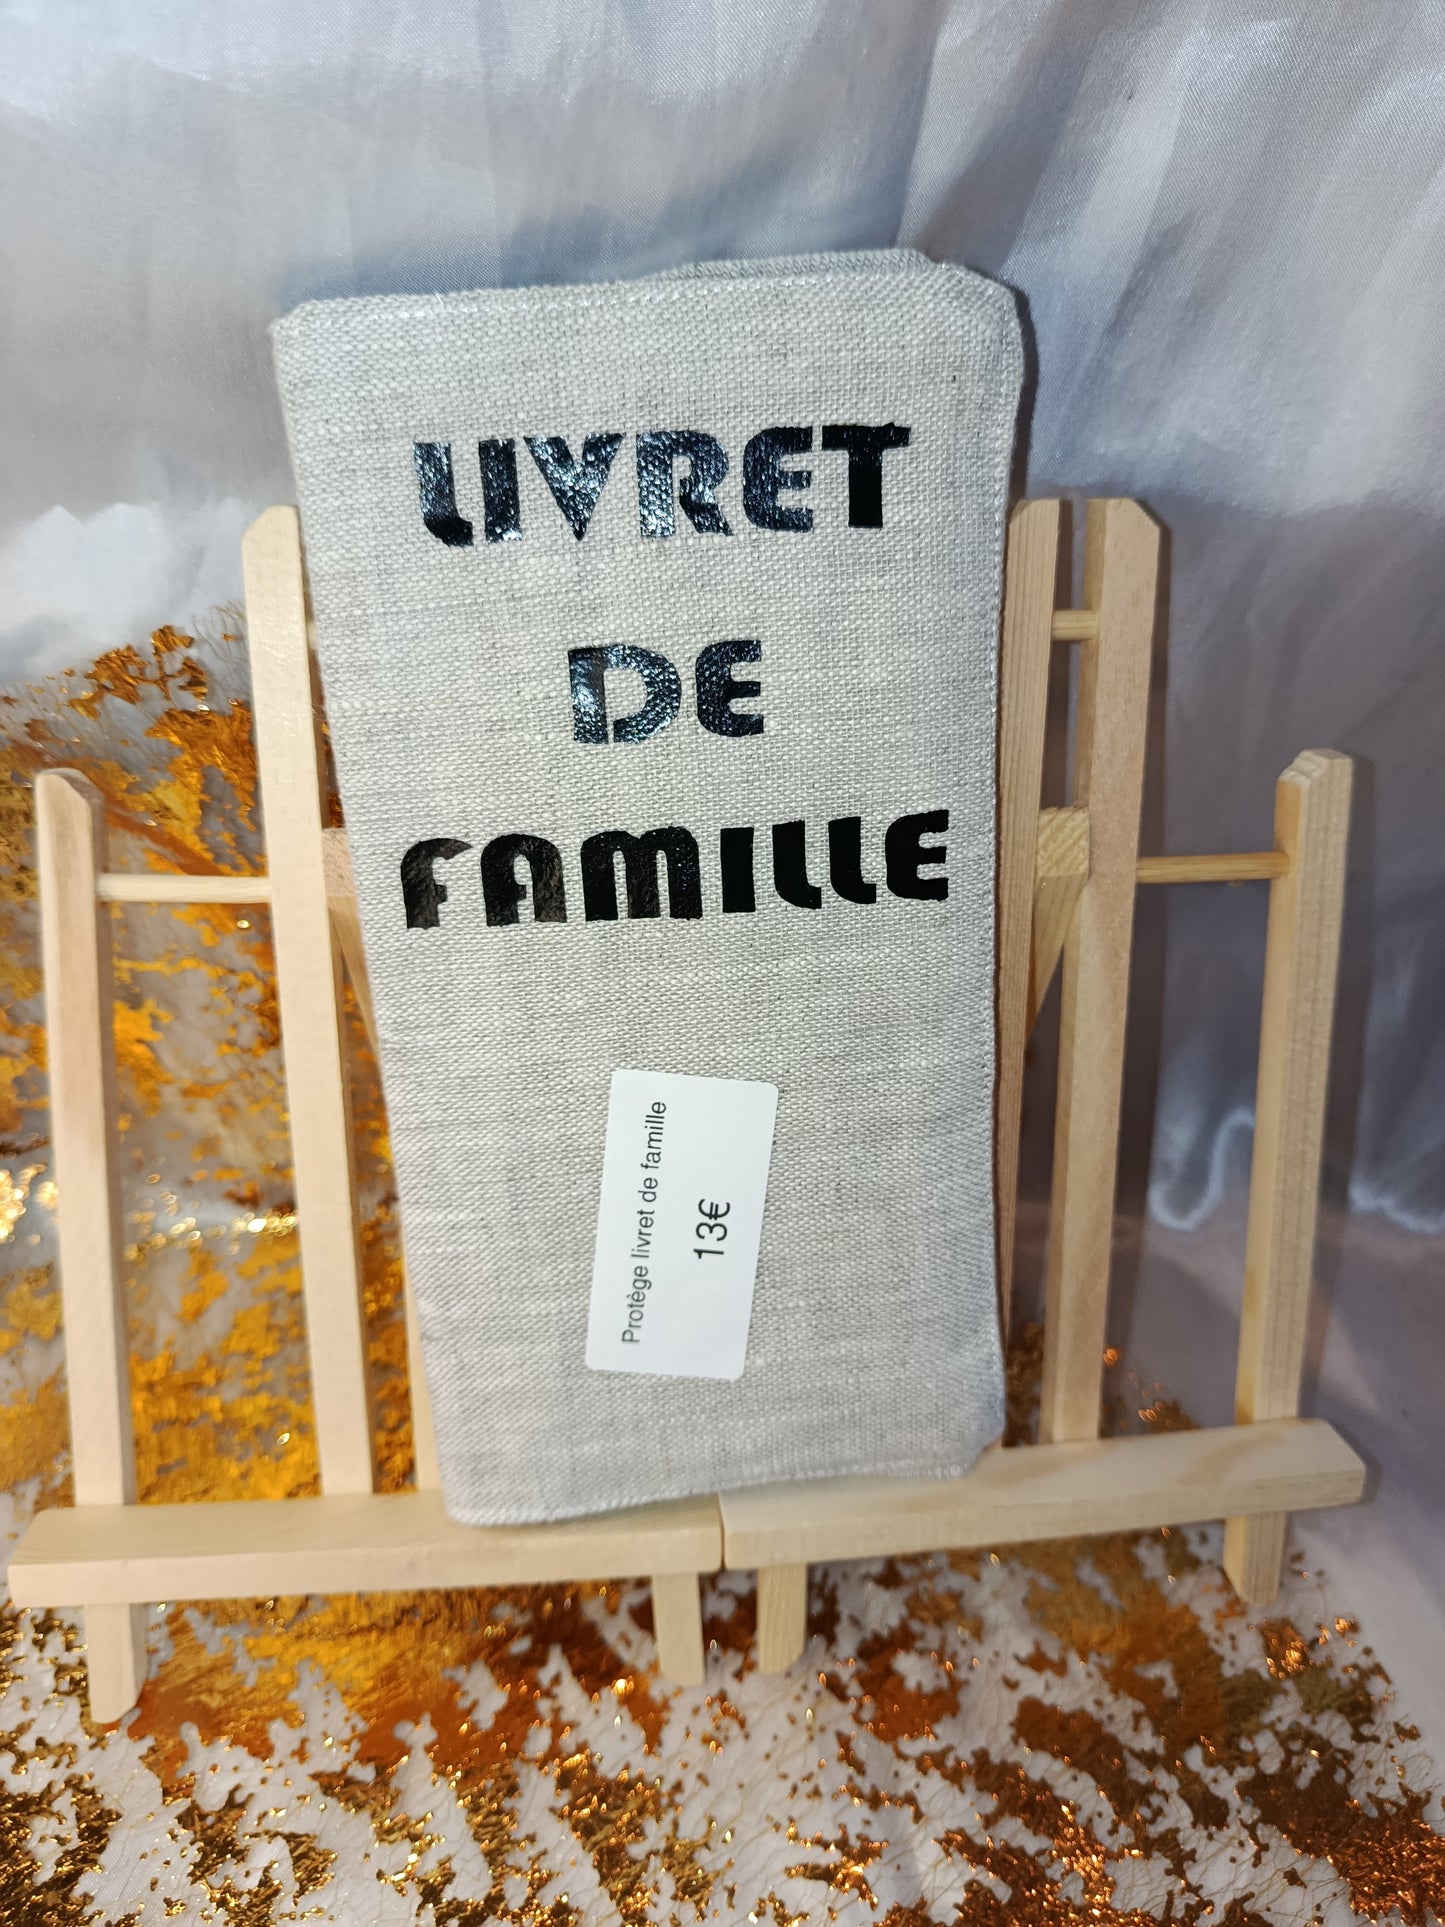 LIVRET
DE
FAMILLE
Protège livret de famille
13€